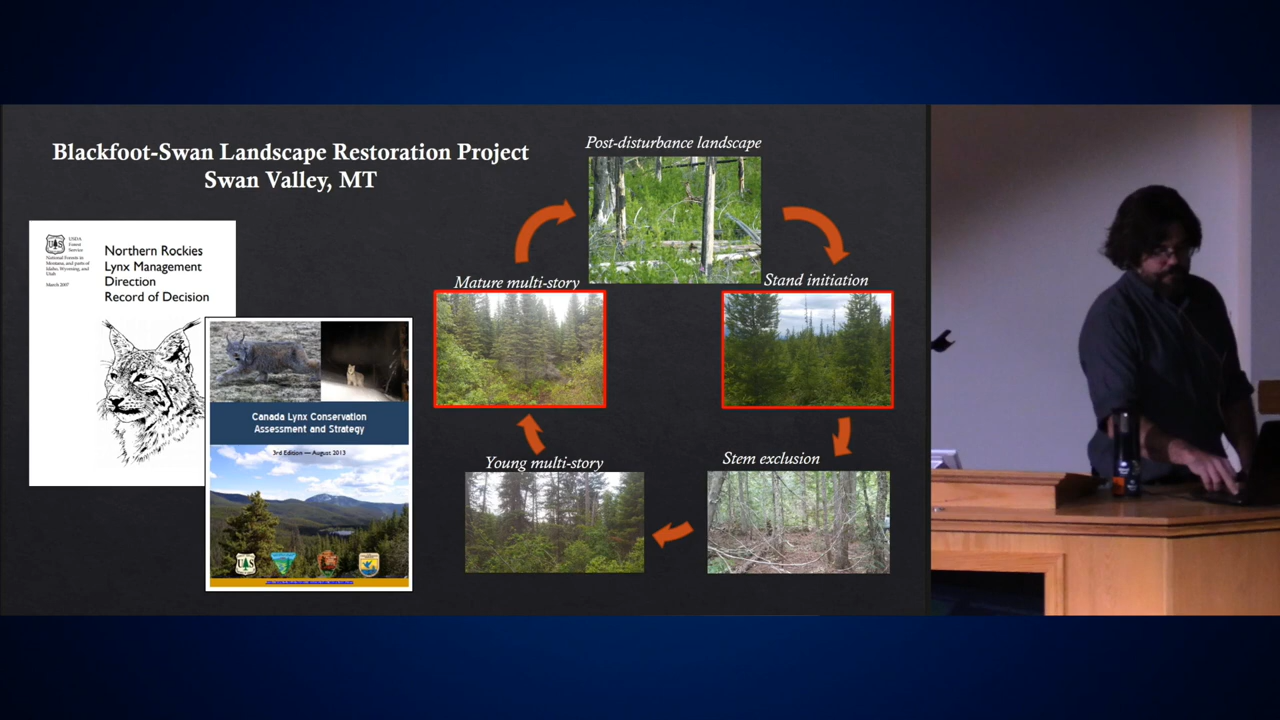 Blackfoot-Swan Landscape Restoration Project
Swan Valley, MT
USDA
Forest
Service
National Forests in
Montana, and parts of
Idaho, Wyoming, and
Utah
March 2007
Northern Rockies
Lynx Management
Direction
Record of Decision
Canada Lynx Conservation
Assessment and Strategy
3rd Edition — August 2013
Post-disturbance landscape
Stand initiation
Stem exclusion
Young multi-story
Mature multi-story